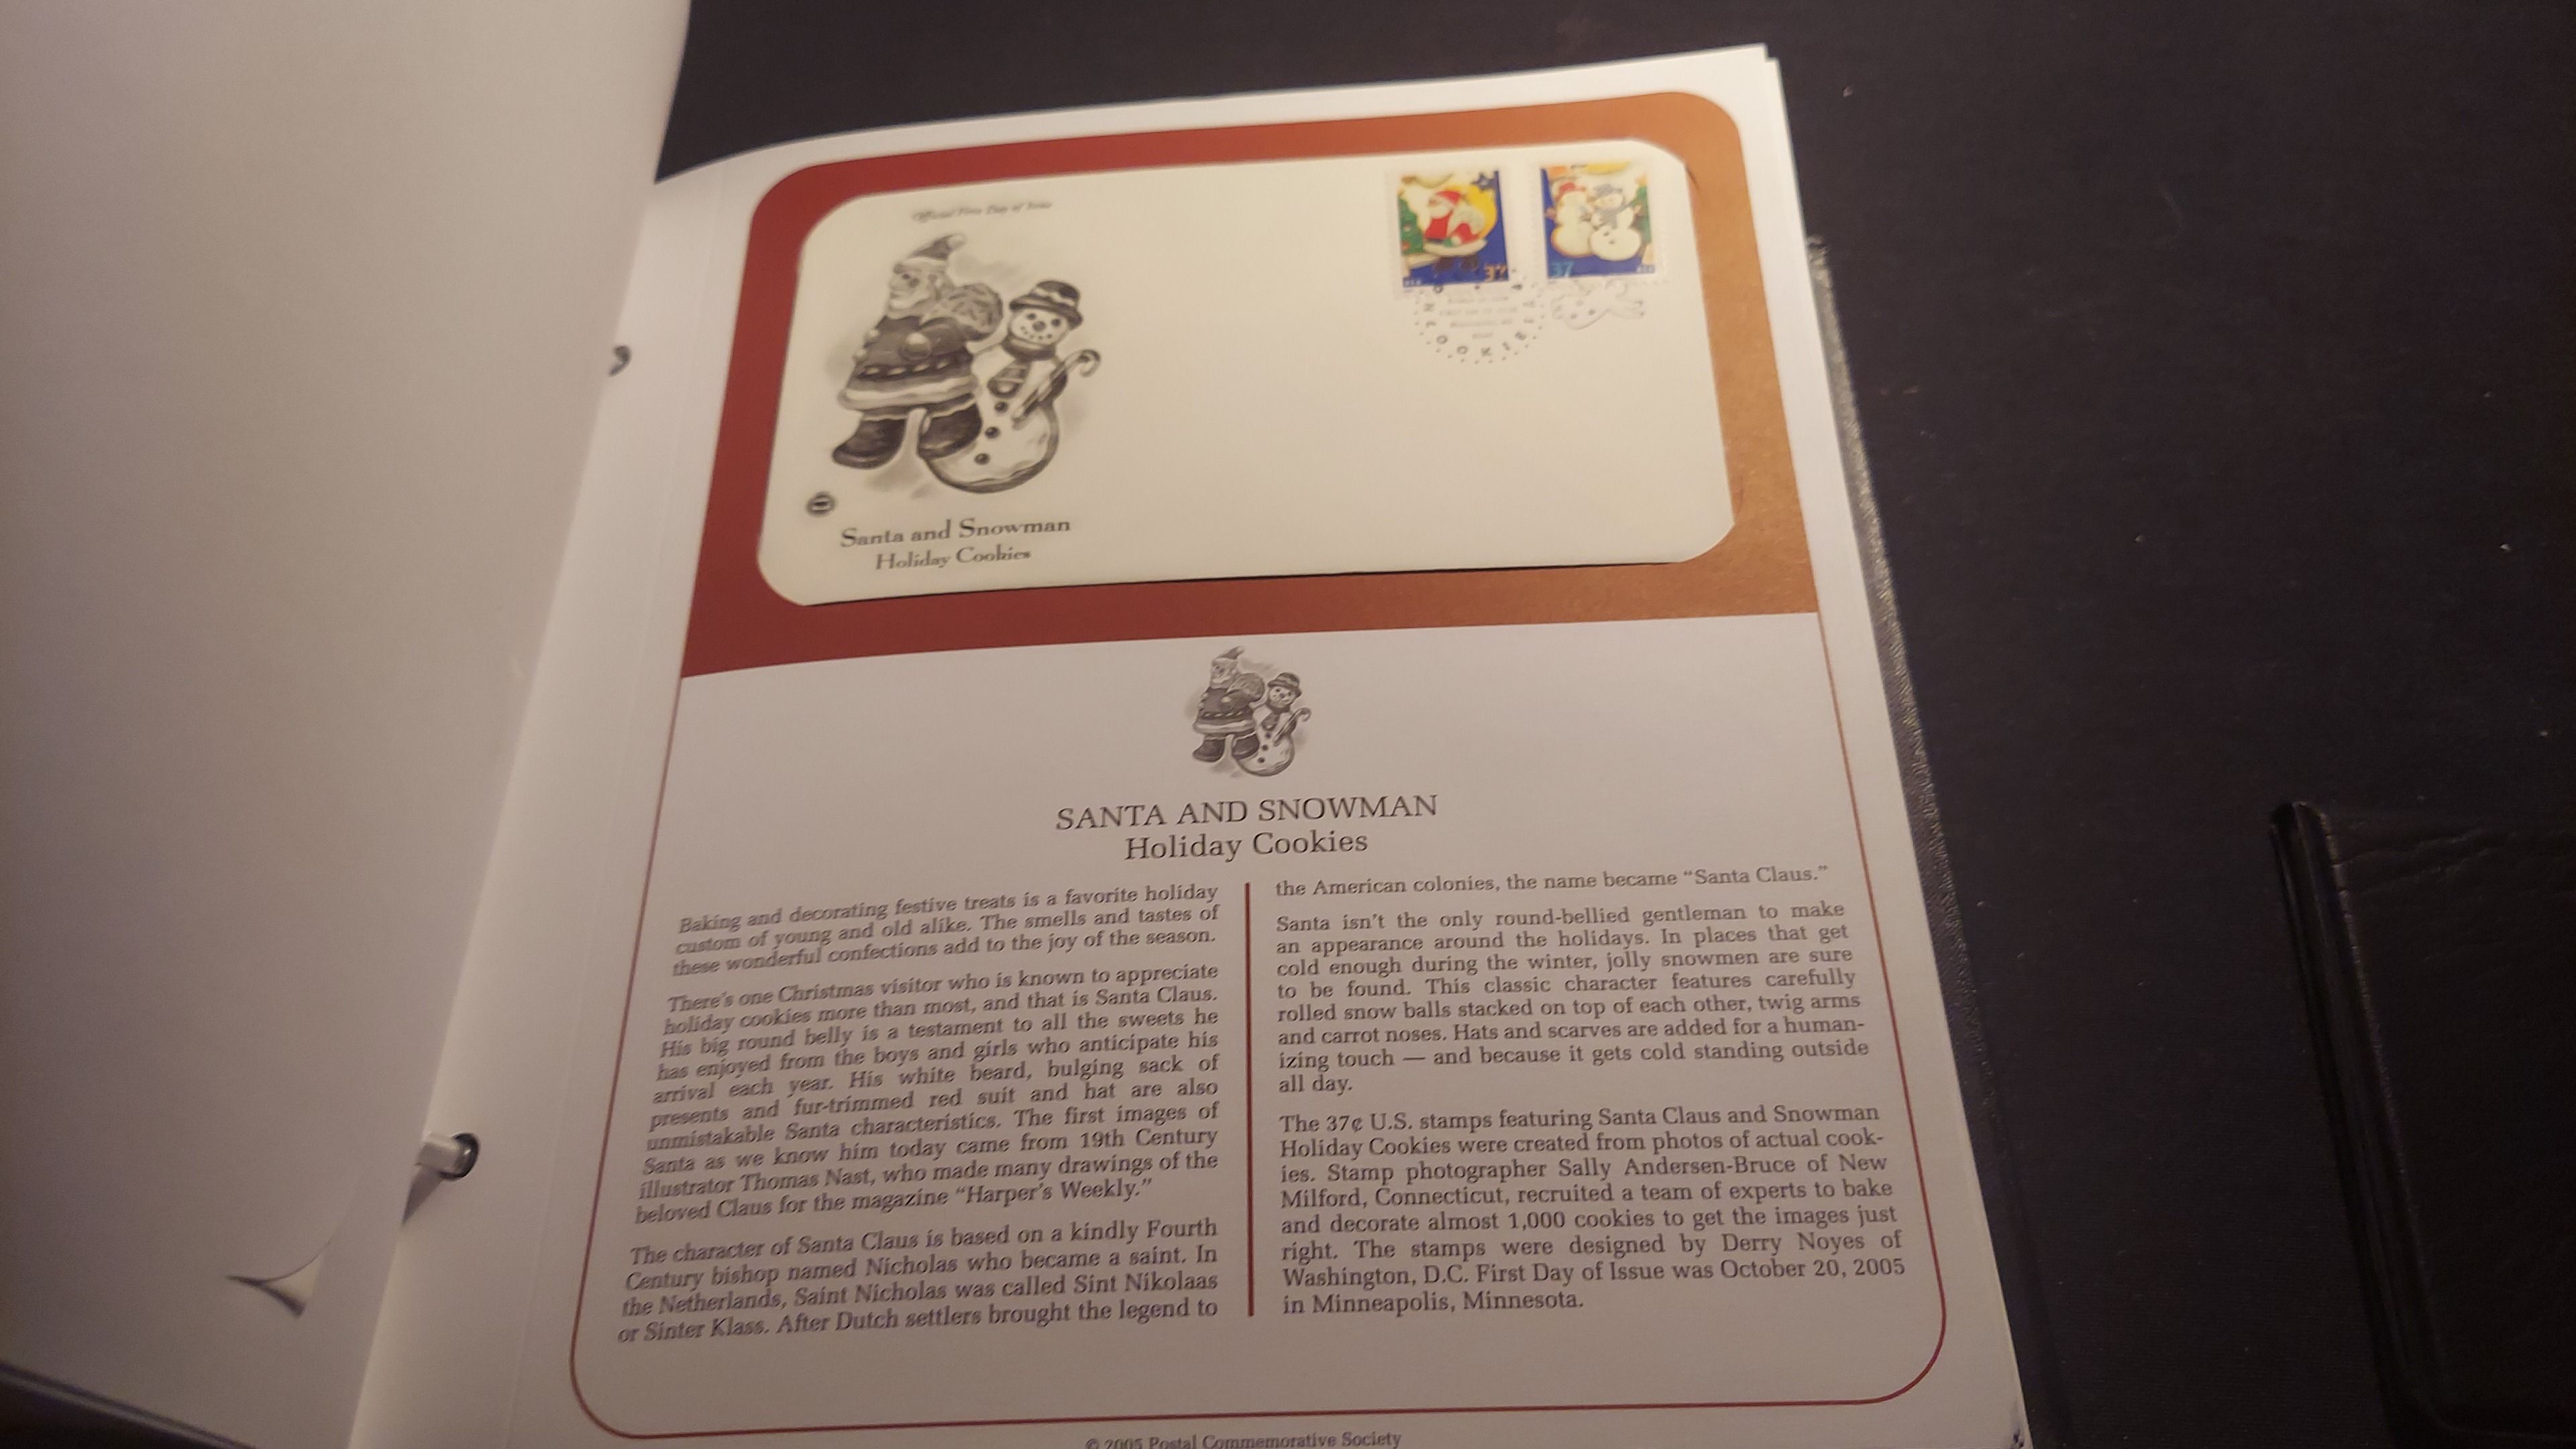 Official First Day of Issue
37
37
Santa and Snowman
Holiday Cookies
SANTA AND SNOWMAN
Holiday Cookies
Baking and decorating festive treats is a favorite holiday
custom of young and old alike. The smells and tastes of
these wonderful confections add to the joy of the season.
There's one Christmas visitor who is known to appreciate
holiday cookies more than most, and that is Santa Claus.
His big round belly is a testament to all the sweets he
has enjoyed from the boys and girls who anticipate his
arrival each year. His white beard, bulging sack of
presents and fur-trimmed red suit and hat are also
unmistakable Santa characteristics. The first images of
Santa as we know him today came from 19th Century
illustrator Thomas Nast, who made many drawings of the
beloved Claus for the magazine “Harper's Weekly.”
The character of Santa Claus is based on a kindly Fourth
Century bishop named Nicholas who became a saint. In
the Netherlands, Saint Nicholas was called Sint Nikolaas
or Sinter Klass. After Dutch settlers brought the legend to
the American colonies, the name became “Santa Claus.”
Santa isn't the only round-bellied gentleman to make
an appearance around the holidays. In places that get
cold enough during the winter, jolly snowmen are sure
to be found. This classic character features carefully
rolled snow balls stacked on top of each other, twig arms
and carrot noses. Hats and scarves are added for a human-
izing touch — and because it gets cold standing outside
all day.
The 37¢ U.S. stamps featuring Santa Claus and Snowman
Holiday Cookies were created from photos of actual cook-
ies. Stamp photographer Sally Andersen-Bruce of New
Milford, Connecticut, recruited a team of experts to bake
and decorate almost 1,000 cookies to get the images just
right. The stamps were designed by Derry Noyes of
Washington, D.C. First Day of Issue was October 20, 2005
in Minneapolis, Minnesota.
© 2005 Postal Commemorative Society